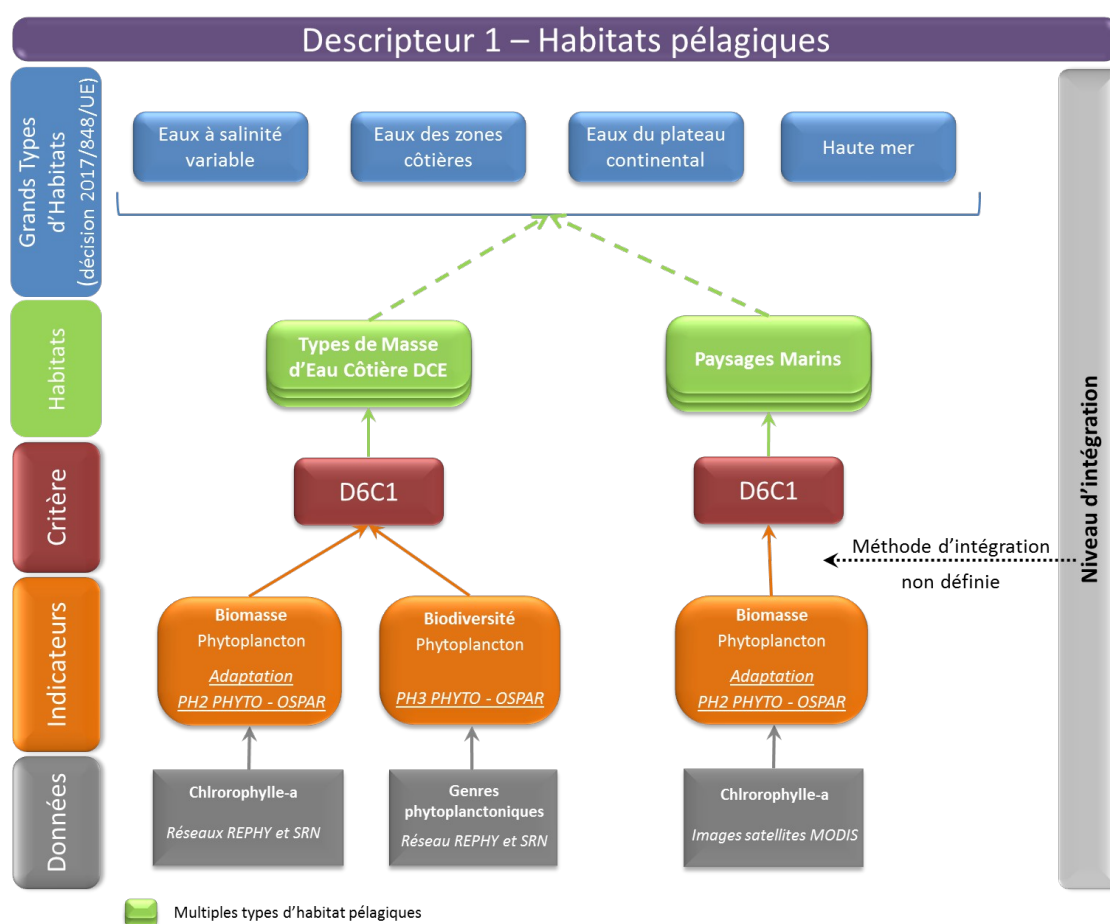 Descripteur 1 – Habitats pélagiques
Grands Types
d'Habitats
(décision 2017/848/UE)
Eaux à salinité
variable
Eaux des zones
côtières
Eaux du plateau
continental
Haute mer
Habitats
Types de Masse
d'Eau Côtière DCE
Paysages Marins
Critère
D6C1
D6C1
Méthode d'intégration
non définie
Niveau d'intégration
Indicateurs
Biomasse
Phytoplancton
Adaptation
PH2 PHYTO - OSPAR
Biodiversité
Phytoplancton
PH3 PHYTO - OSPAR
Biomasse
Phytoplancton
Adaptation
PH2 PHYTO - OSPAR
Données
Chlrorophylle-a
Réseaux REPHY et SRN
Genres
phytoplanctoniques
Réseau REPHY et SRN
Chlrorophylle-a
Images satellites MODIS
Multiples types d'habitat pélagiques